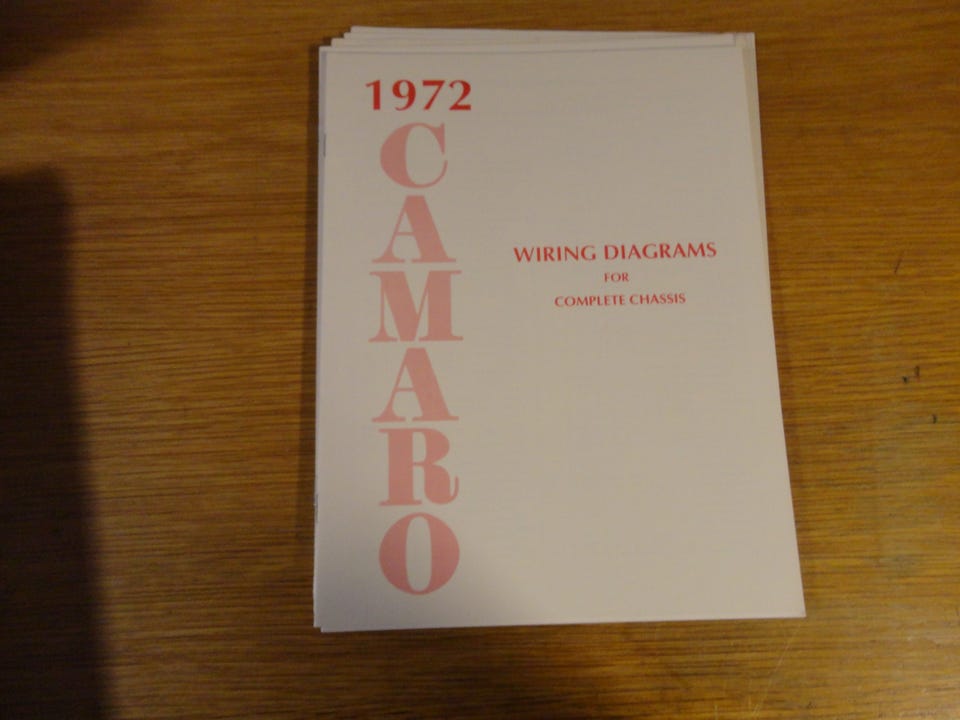 1972
CAMARO
WIRING DIAGRAMS
FOR
COMPLETE CHASSIS